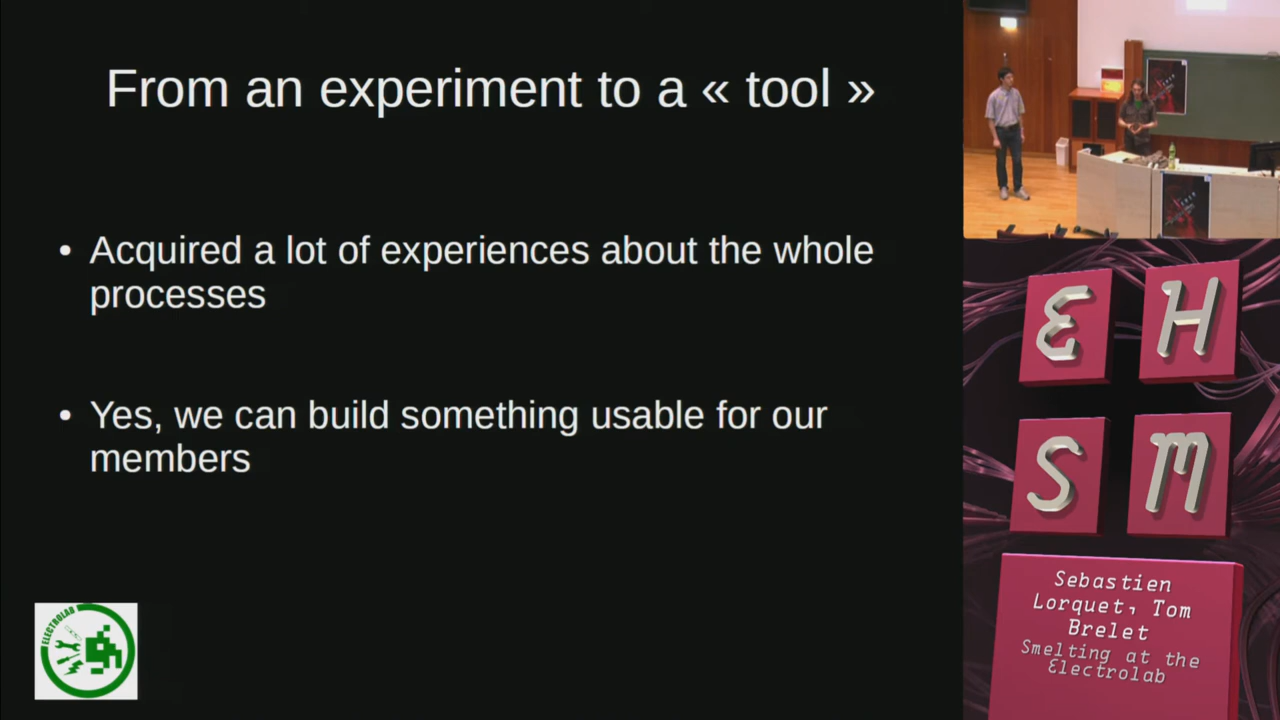 From an experiment to a « tool »
• Acquired a lot of experiences about the whole
processes
• Yes, we can build something usable for our
members
ELECTROLAB
E H
S M
Sebastien
Lorquet, Tom
Brelet
Smelting at the
Electrolab